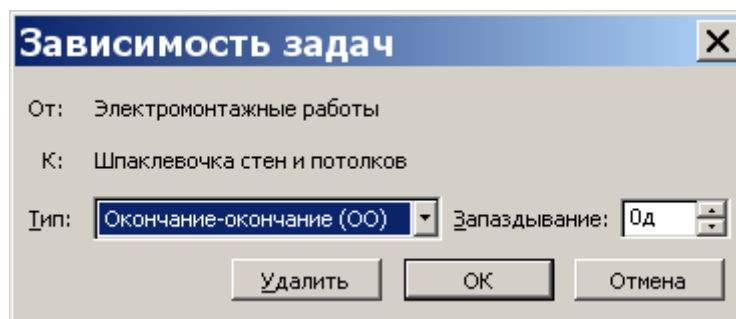 Зависимость задач
От: Электромонтажные работы
К: Шпаклевочка стен и потолков
Тип: Окончание-окончание (ОО) Запаздывание: 0д
Удалить ОК Отмена